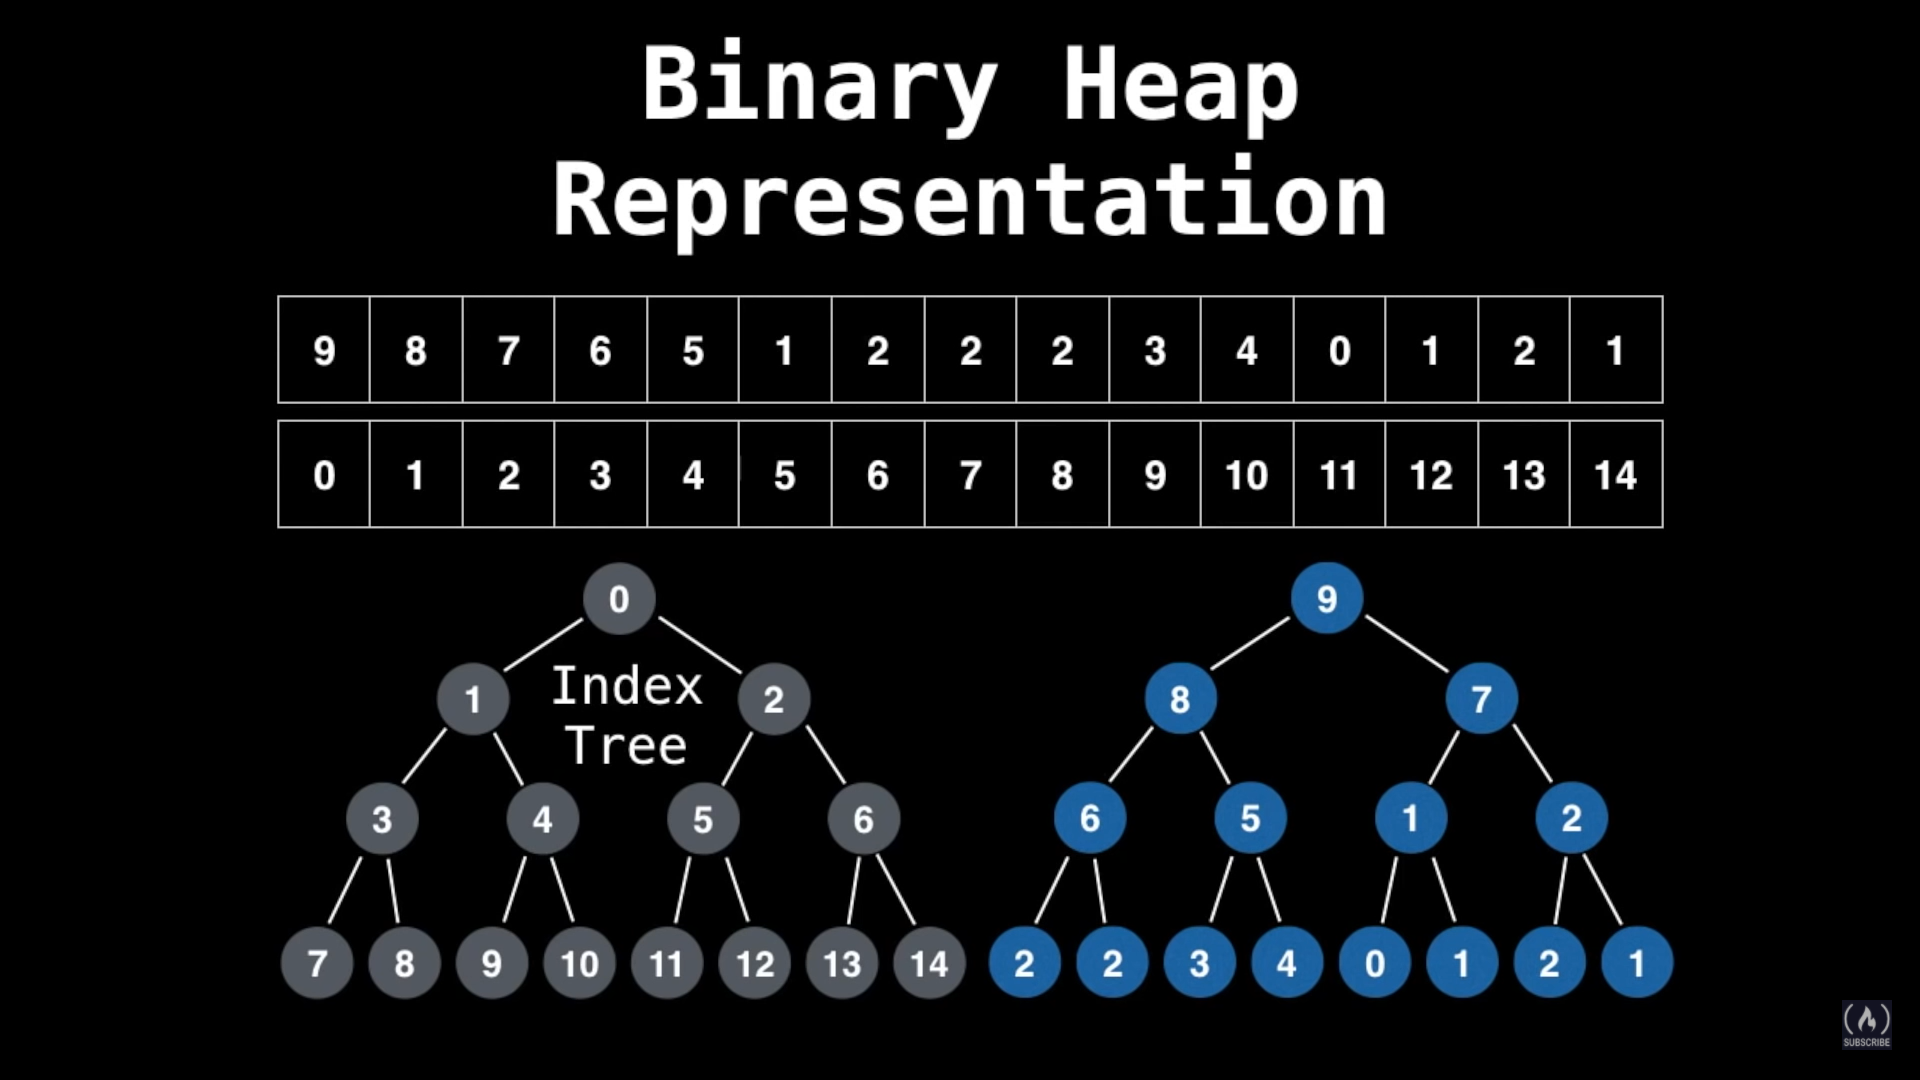 Binary Heap
Representation
9 8 7 6 5 1 2 2 2 3 4 0 1 2 1
0 1 2 3 4 5 6 7 8 9 10 11 12 13 14
0
1 2
Index
Tree
3 4 5 6
7 8 9 10 11 12 13 14
9
8 7
6 5 1 2
2 2 3 4 0 1 2 1
SUBSCRIBE